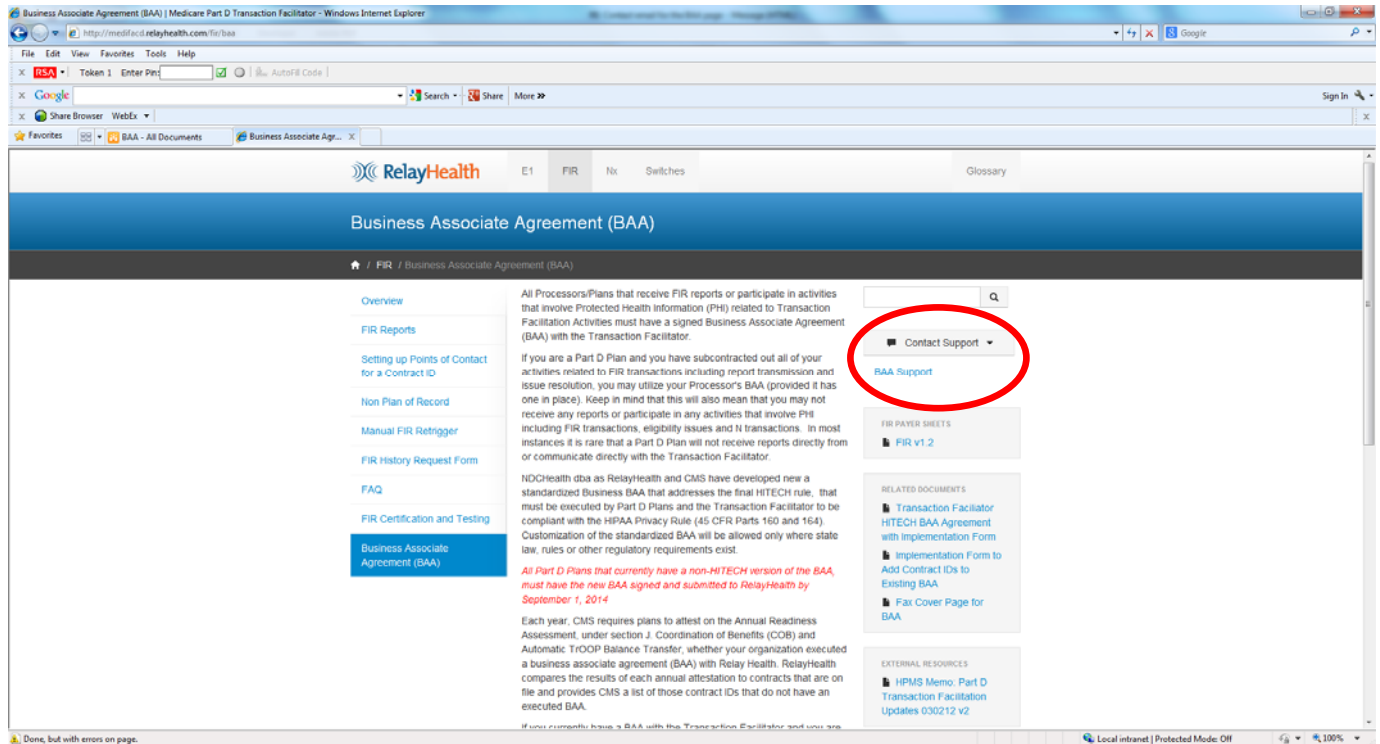 Business Associate Agreement (BAA) | Medicare Part D Transaction Facilitator - Windows Internet Explorer
http://medifacd.relayhealth.com/fir/baa
Google
File Edit View Favorites Tools Help
x RSA Token 1 Enter Pin: AutoFill Code
x Google Search Share More » Sign In
x Share Browser WebEx x
Favorites BAA - All Documents Business Associate Agr... X
RelayHealth E1 FIR Nx Switches Glossary
Business Associate Agreement (BAA)
/ FIR / Business Associate Agreement (BAA)
Overview
FIR Reports
Setting up Points of Contact
for a Contract ID
Non Plan of Record
Manual FIR Retrigger
FIR History Request Form
FAQ
FIR Certification and Testing
Business Associate
Agreement (BAA)
All Processors/Plans that receive FIR reports or participate in activities
that involve Protected Health Information (PHI) related to Transaction
Facilitation Activities must have a signed Business Associate Agreement
(BAA) with the Transaction Facilitator.
If you are a Part D Plan and you have subcontracted out all of your
activities related to FIR transactions including report transmission and
issue resolution, you may utilize your Processor's BAA (provided it has
one in place). Keep in mind that this will also mean that you may not
receive any reports or participate in any activities that involve PHI
including FIR transactions, eligibility issues and N transactions. In most
instances it is rare that a Part D Plan will not receive reports directly from
or communicate directly with the Transaction Facilitator.
NDCHealth dba as RelayHealth and CMS have developed new a
standardized Business BAA that addresses the final HITECH rule, that
must be executed by Part D Plans and the Transaction Facilitator to be
compliant with the HIPAA Privacy Rule (45 CFR Parts 160 and 164).
Customization of the standardized BAA will be allowed only where state
law, rules or other regulatory requirements exist.
All Part D Plans that currently have a non-HITECH version of the BAA,
must have the new BAA signed and submitted to RelayHealth by
September 1, 2014
Each year, CMS requires plans to attest on the Annual Readiness
Assessment, under section J. Coordination of Benefits (COB) and
Automatic TrOOP Balance Transfer, whether your organization executed
a business associate agreement (BAA) with Relay Health. RelayHealth
compares the results of each annual attestation to contracts that are on
file and provides CMS a list of those contract IDs that do not have an
executed BAA.
If you currently have a BAA with the Transaction Facilitator and you are
Contact Support
BAA Support
FIR PAYER SHEETS
FIR v1.2
RELATED DOCUMENTS
Transaction Faciliator
HITECH BAA Agreement
with Implementation Form
Implementation Form to
Add Contract IDs to
Existing BAA
Fax Cover Page for
BAA
EXTERNAL RESOURCES
HPMS Memo: Part D
Transaction Facilitation
Updates 030212 v2
Done, but with errors on page. Local intranet | Protected Mode: Off 100%